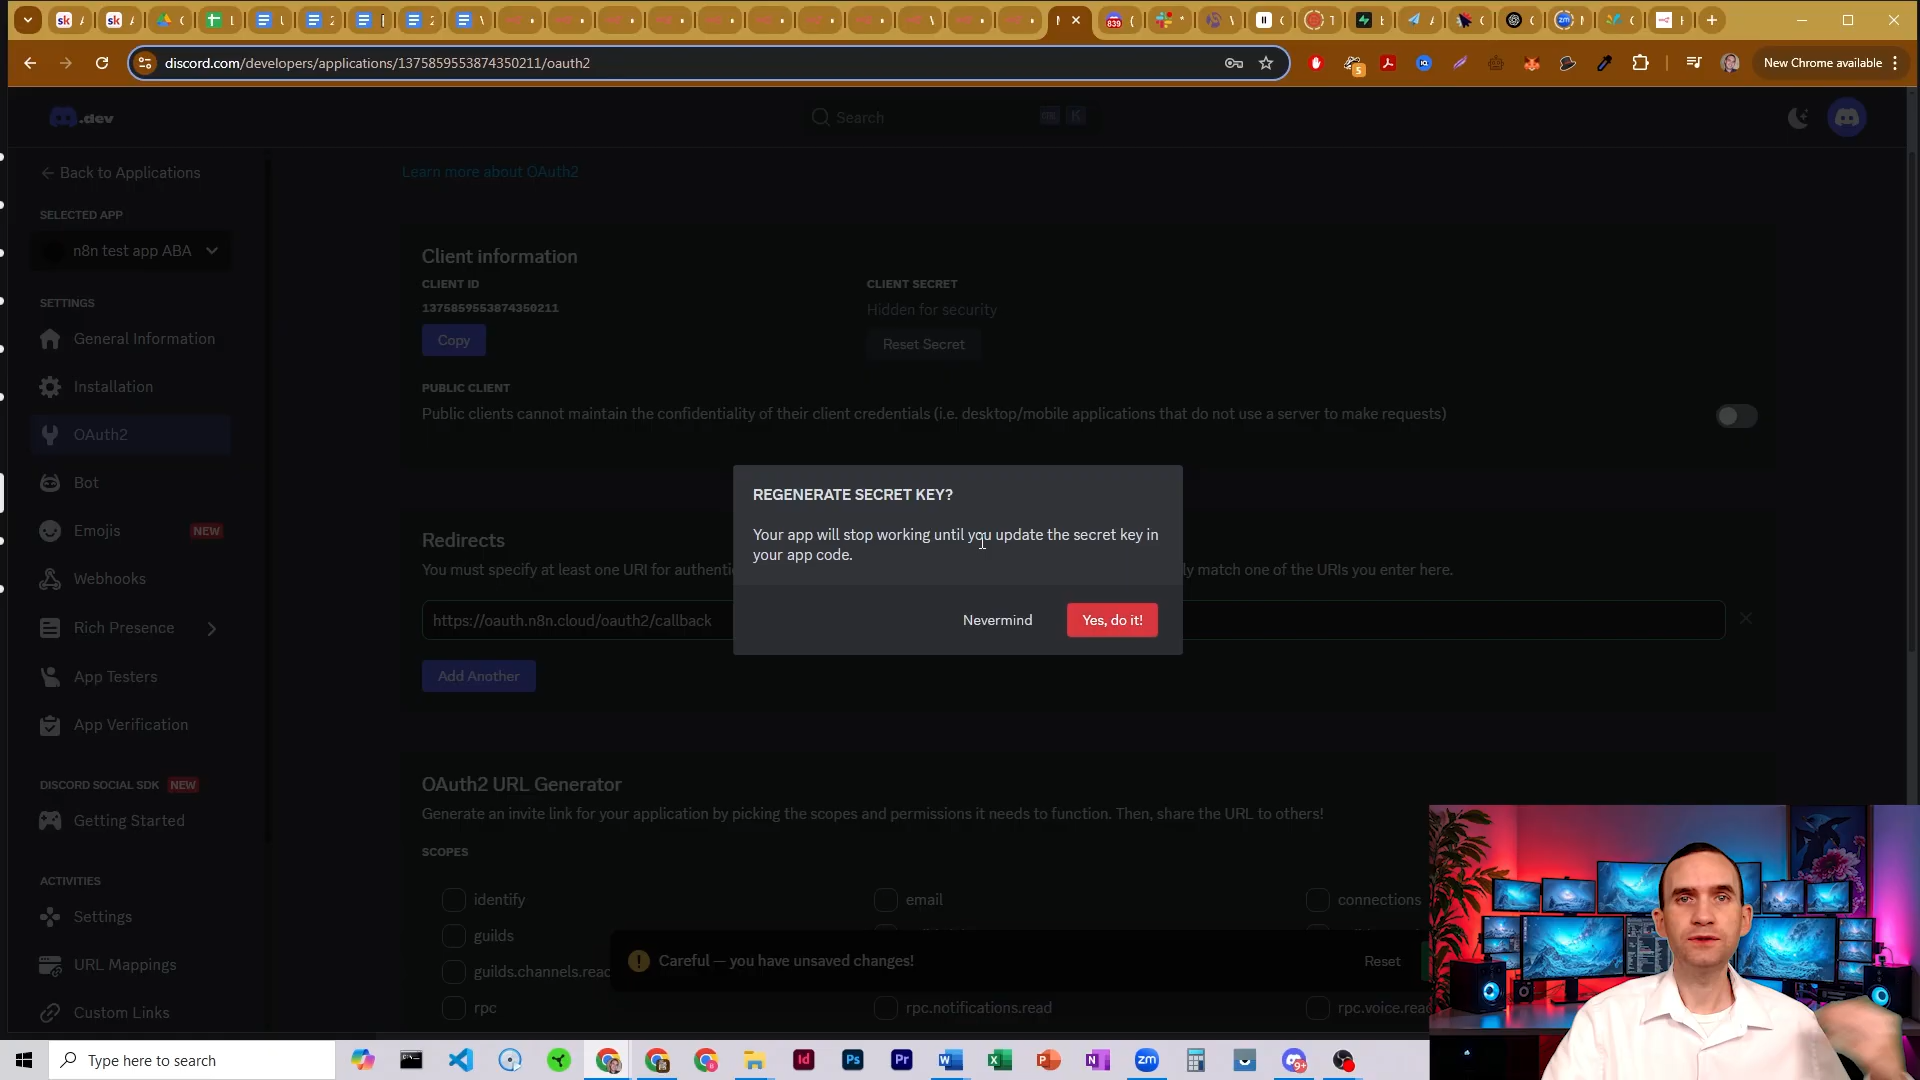 discord.com/developers/applications/1375859553874350211/oauth2
New Chrome available
.dev
Search
Back to Applications
Learn more about OAuth2
SELECTED APP
n8n test app ABA
SETTINGS
General Information
Installation
OAuth2
Bot
Emojis NEW
Webhooks
Rich Presence
App Testers
App Verification
DISCORD SOCIAL SDK NEW
Getting Started
ACTIVITIES
Settings
URL Mappings
Custom Links
Client information
CLIENT ID
1375859553874350211
Copy
CLIENT SECRET
Hidden for security
Reset Secret
PUBLIC CLIENT
Public clients cannot maintain the confidentiality of their client credentials (i.e. desktop/mobile applications that do not use a server to make requests)
REGENERATE SECRET KEY?
Your app will stop working until you update the secret key in
your app code.
Nevermind
Yes, do it!
Redirects
You must specify at least one URI for authenti
ly match one of the URIs you enter here.
https://oauth.n8n.cloud/oauth2/callback
Add Another
OAuth2 URL Generator
Generate an invite link for your application by picking the scopes and permissions it needs to function. Then, share the URL to others!
SCOPES
identify
email
connections
guilds
guilds.channels.read
Careful — you have unsaved changes!
Reset
rpc
rpc.notifications.read
rpc.voice.read
Type here to search